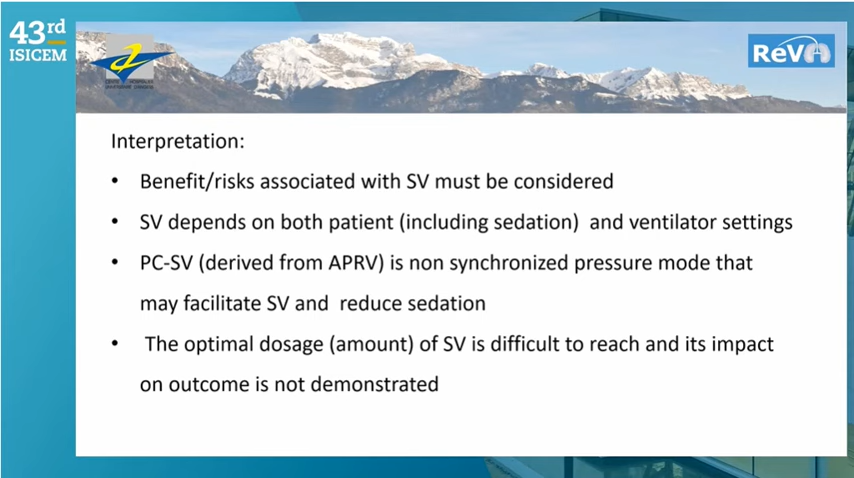 43rd
ISICEM
ReVA
Interpretation:
• Benefit/risks associated with SV must be considered
• SV depends on both patient (including sedation) and ventilator settings
• PC-SV (derived from APRV) is non synchronized pressure mode that
may facilitate SV and reduce sedation
• The optimal dosage (amount) of SV is difficult to reach and its impact
on outcome is not demonstrated